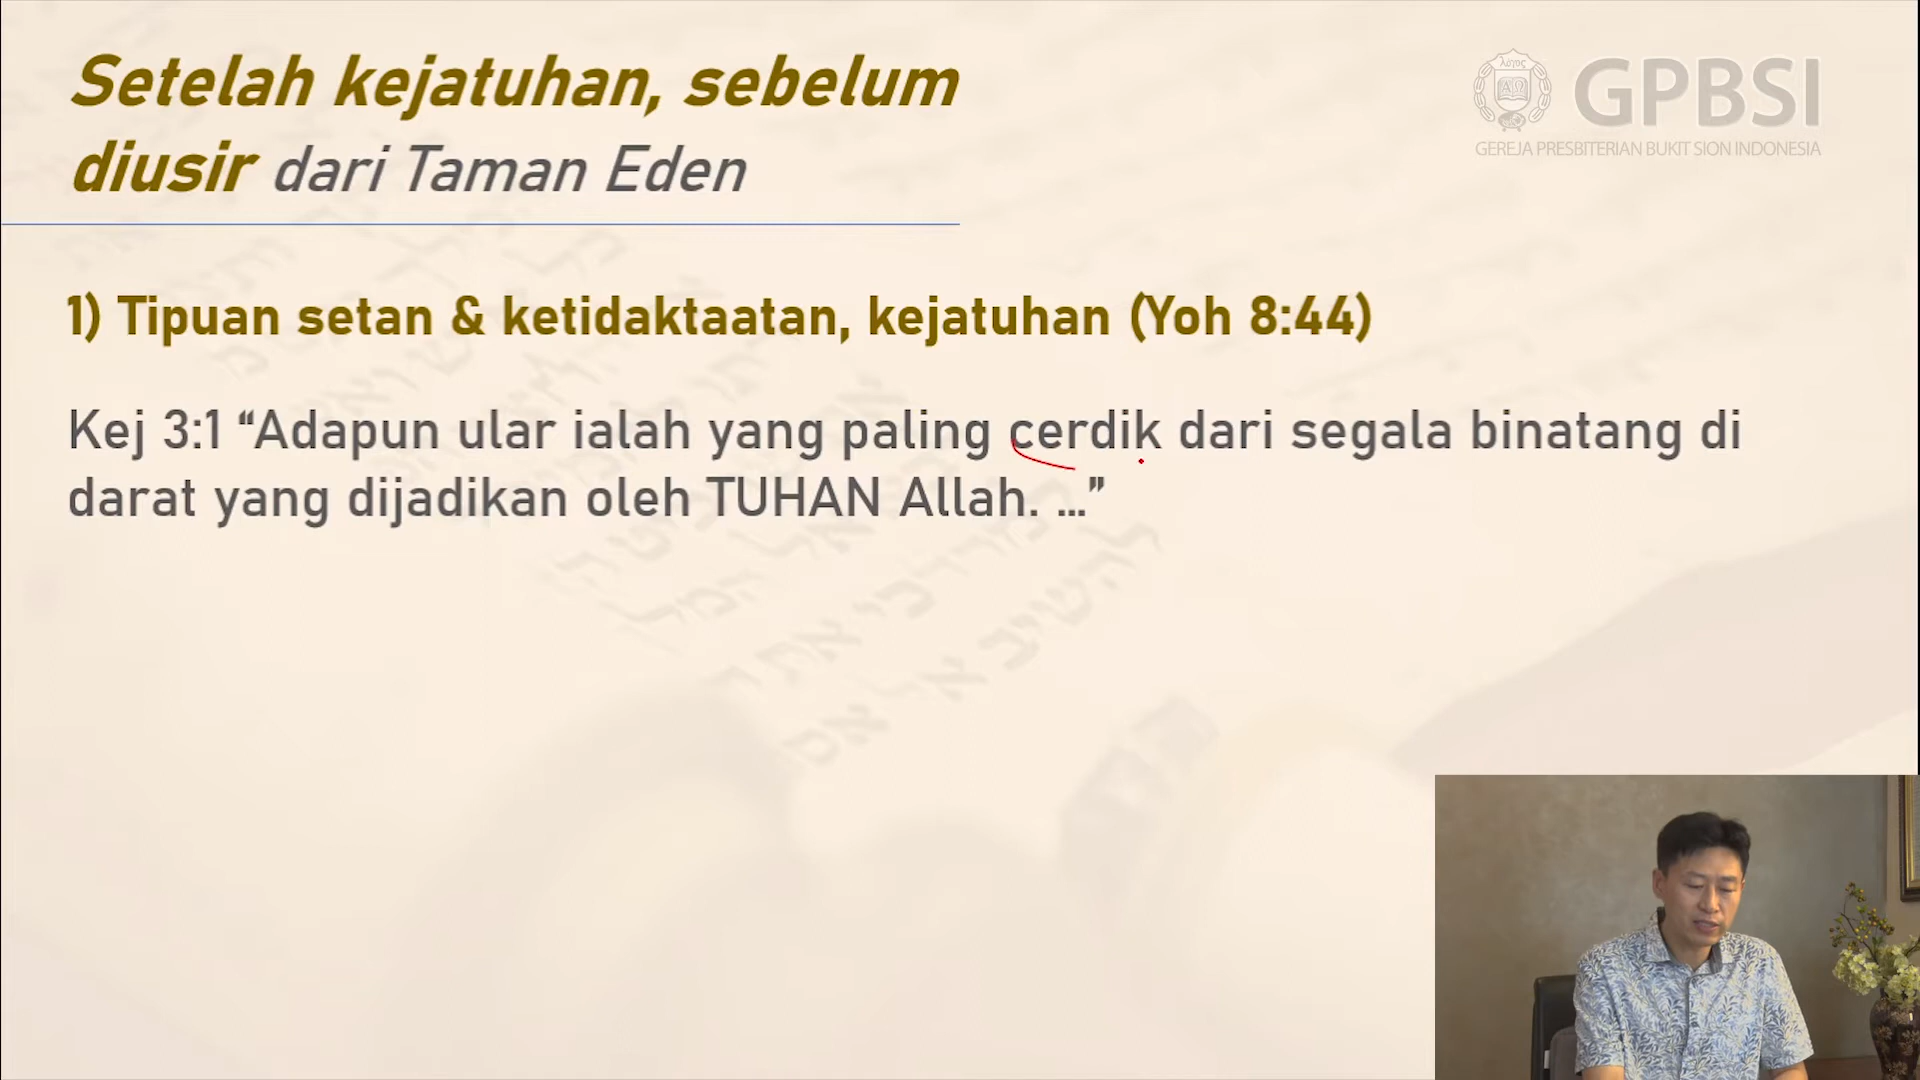 Setelah kejatuhan, sebelum
diusir dari Taman Eden
λόγος
ΑΩ
GPBSI
GEREJA PRESBITERIAN BUKIT SION INDONESIA
1) Tipuan setan & ketidaktaatan, kejatuhan (Yoh 8:44)
Kej 3:1 “Adapun ular ialah yang paling cerdik dari segala binatang di
darat yang dijadikan oleh TUHAN Allah. ...”